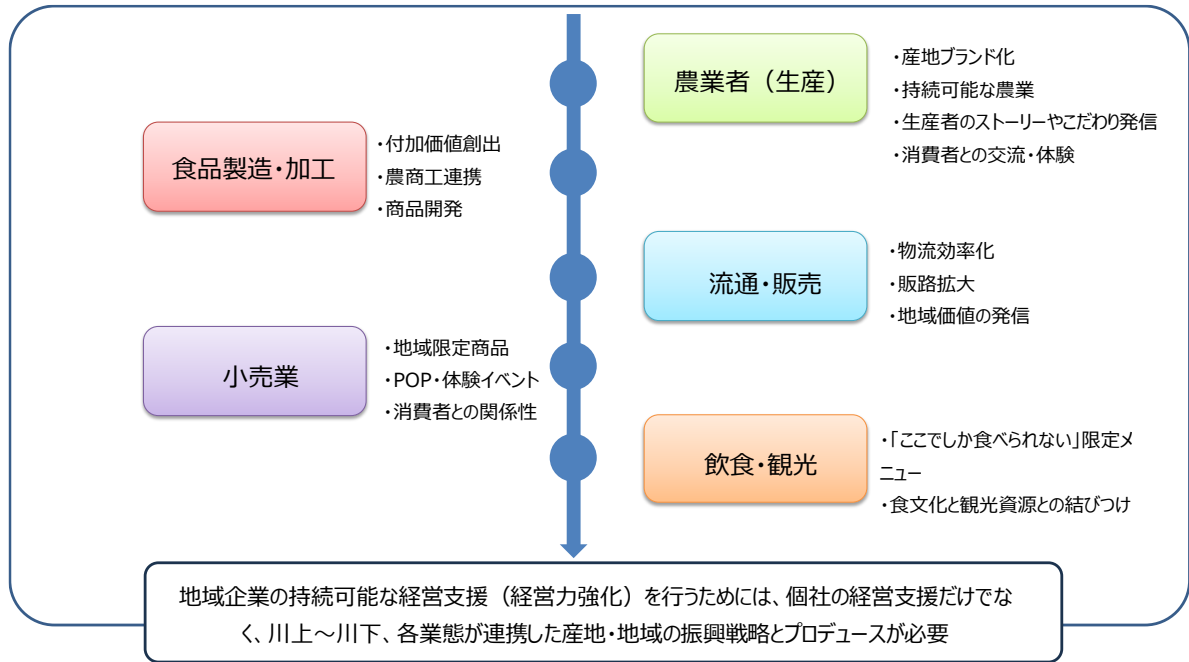 農業者（生産）
・産地ブランド化
・持続可能な農業
・生産者のストーリーやこだわり発信
・消費者との交流・体験
食品製造・加工
・付加価値創出
・農商工連携
・商品開発
流通・販売
・物流効率化
・販路拡大
・地域価値の発信
小売業
・地域限定商品
・POP・体験イベント
・消費者との関係性
飲食・観光
・「ここでしか食べられない」限定メ
ニュー
・食文化と観光資源との結びつけ
地域企業の持続可能な経営支援（経営力強化）を行うためには、個社の経営支援だけでな
く、川上～川下、各業態が連携した産地・地域の振興戦略とプロデュースが必要